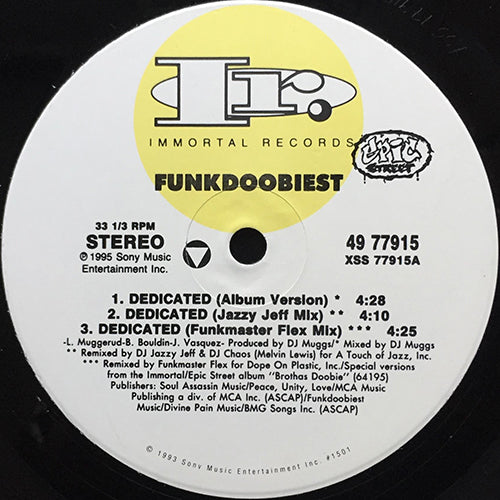 Ir.
IMMORTAL RECORDS
epic
STREET
FUNKDOOBIEST
33 1/3 RPM
STEREO
℗ 1995 Sony Music
Entertainment Inc.
49 77915
XSS 77915A
1. DEDICATED (Album Version) * 4:28
2. DEDICATED (Jazzy Jeff Mix) ** 4:10
3. DEDICATED (Funkmaster Flex Mix) *** 4:25
-L. Muggerud-B. Bouldin-J. Vasquez- Produced by DJ Muggs/* Mixed by DJ Muggs
** Remixed by DJ Jazzy Jeff & DJ Chaos (Melvin Lewis) for A Touch of Jazz, Inc.
*** Remixed by Funkmaster Flex for Dope On Plastic, Inc./Special versions
from the Immortal/Epic Street album "Brothas Doobie" (64195)
Publishers: Soul Assassin Music/Peace, Unity, Love/MCA Music
Publishing a div. of MCA Inc. (ASCAP)/Funkdoobiest
Music/Divine Pain Music/BMG Songs Inc. (ASCAP)
© 1993 Sony Music Entertainment Inc. #1501